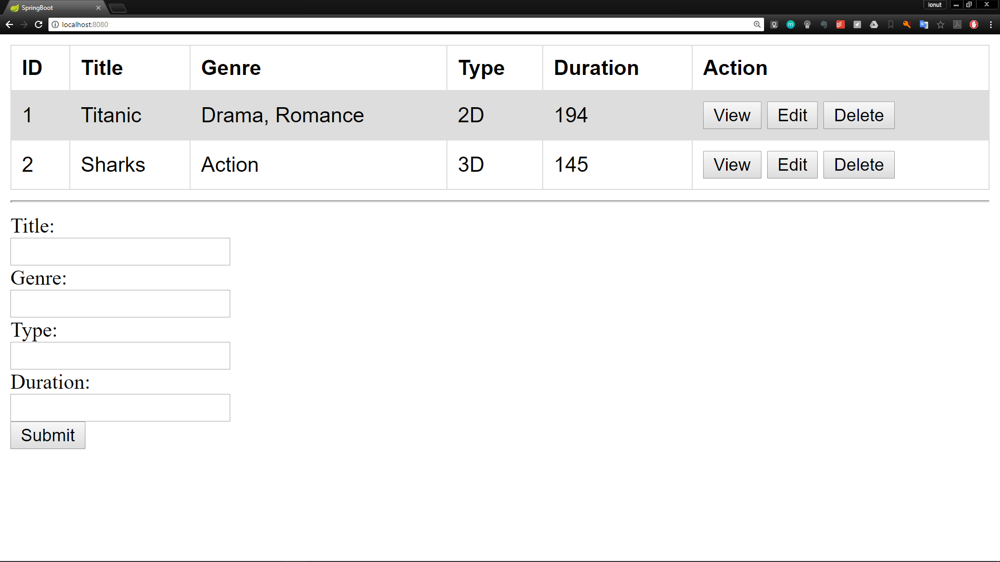 SpringBoot
Ionut
localhost:8080
ID Title Genre Type Duration Action
1 Titanic Drama, Romance 2D 194 View Edit Delete
2 Sharks Action 3D 145 View Edit Delete
Title:
Genre:
Type:
Duration:
Submit